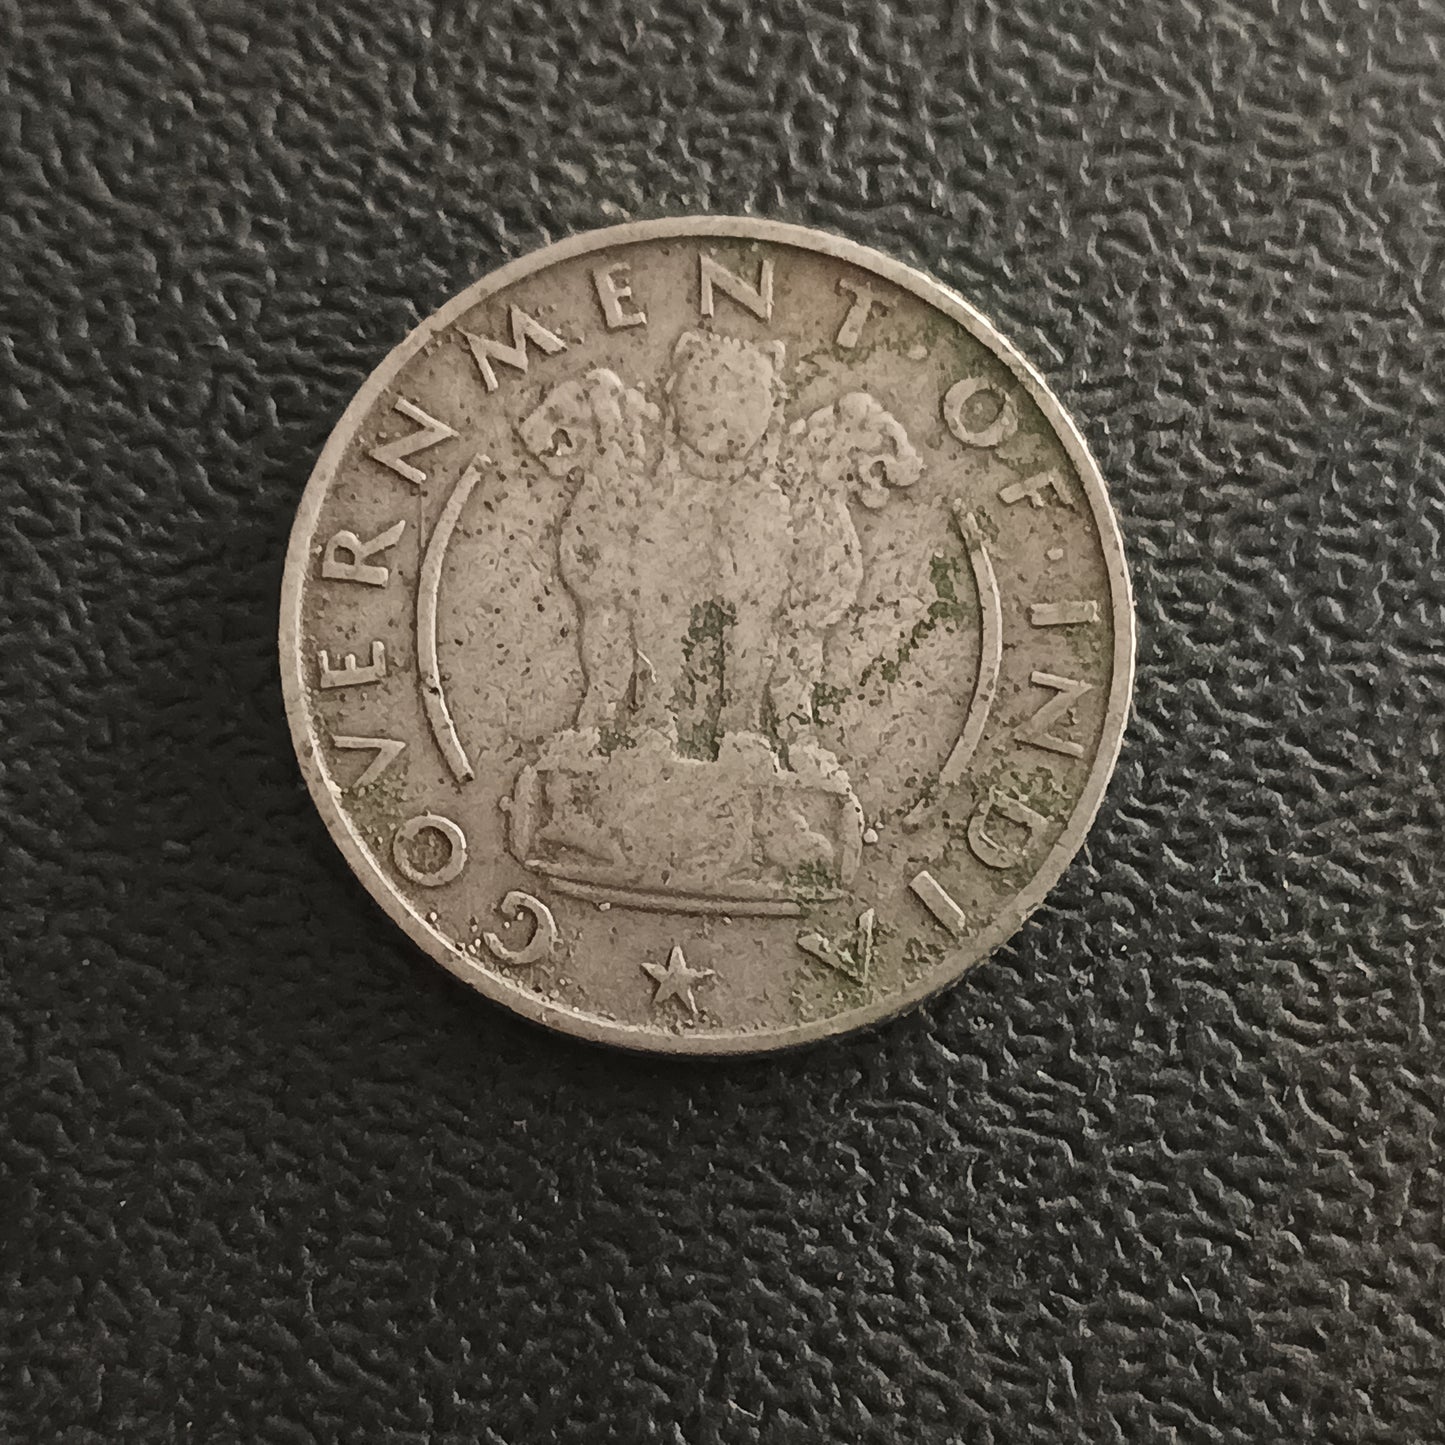 GOVERNMENT · OF · INDIA